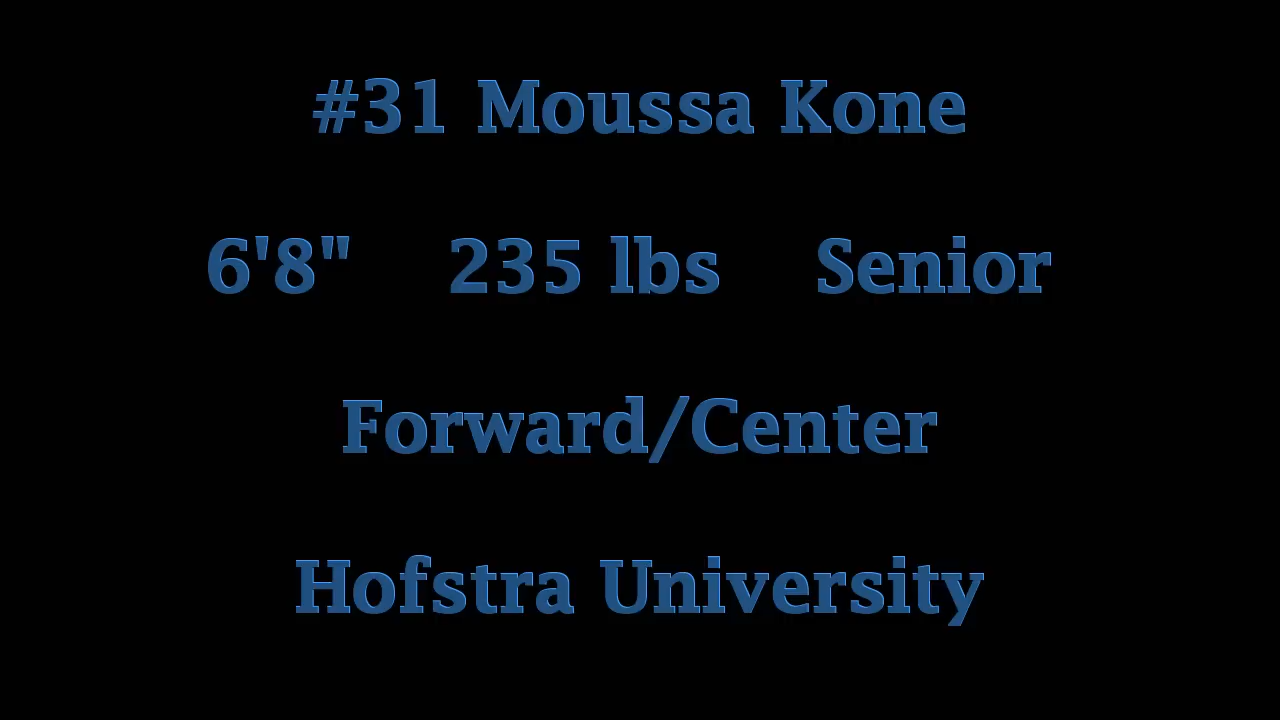 #31 Moussa Kone
6'8" 235 lbs Senior
Forward/Center
Hofstra University